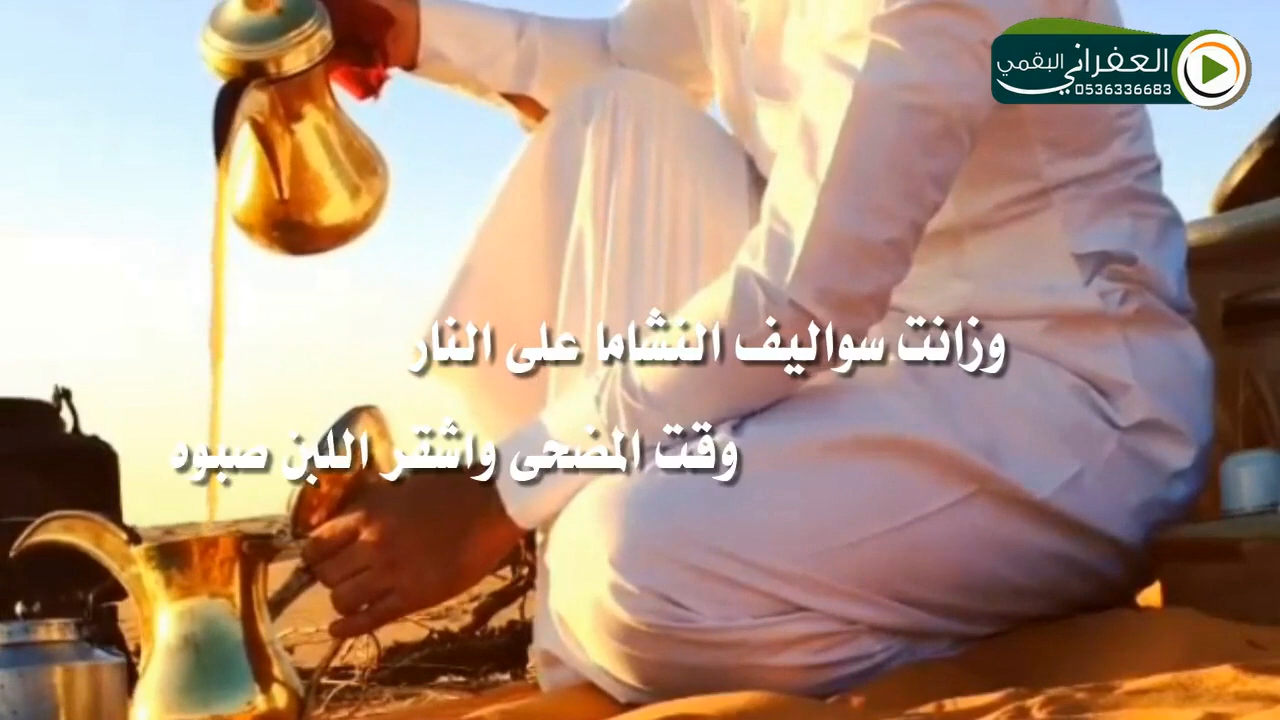 العفراني البقمي
0536336683
وزانت سواليف النشاما على النار
وقت المضحى واشقر اللبن صبوه